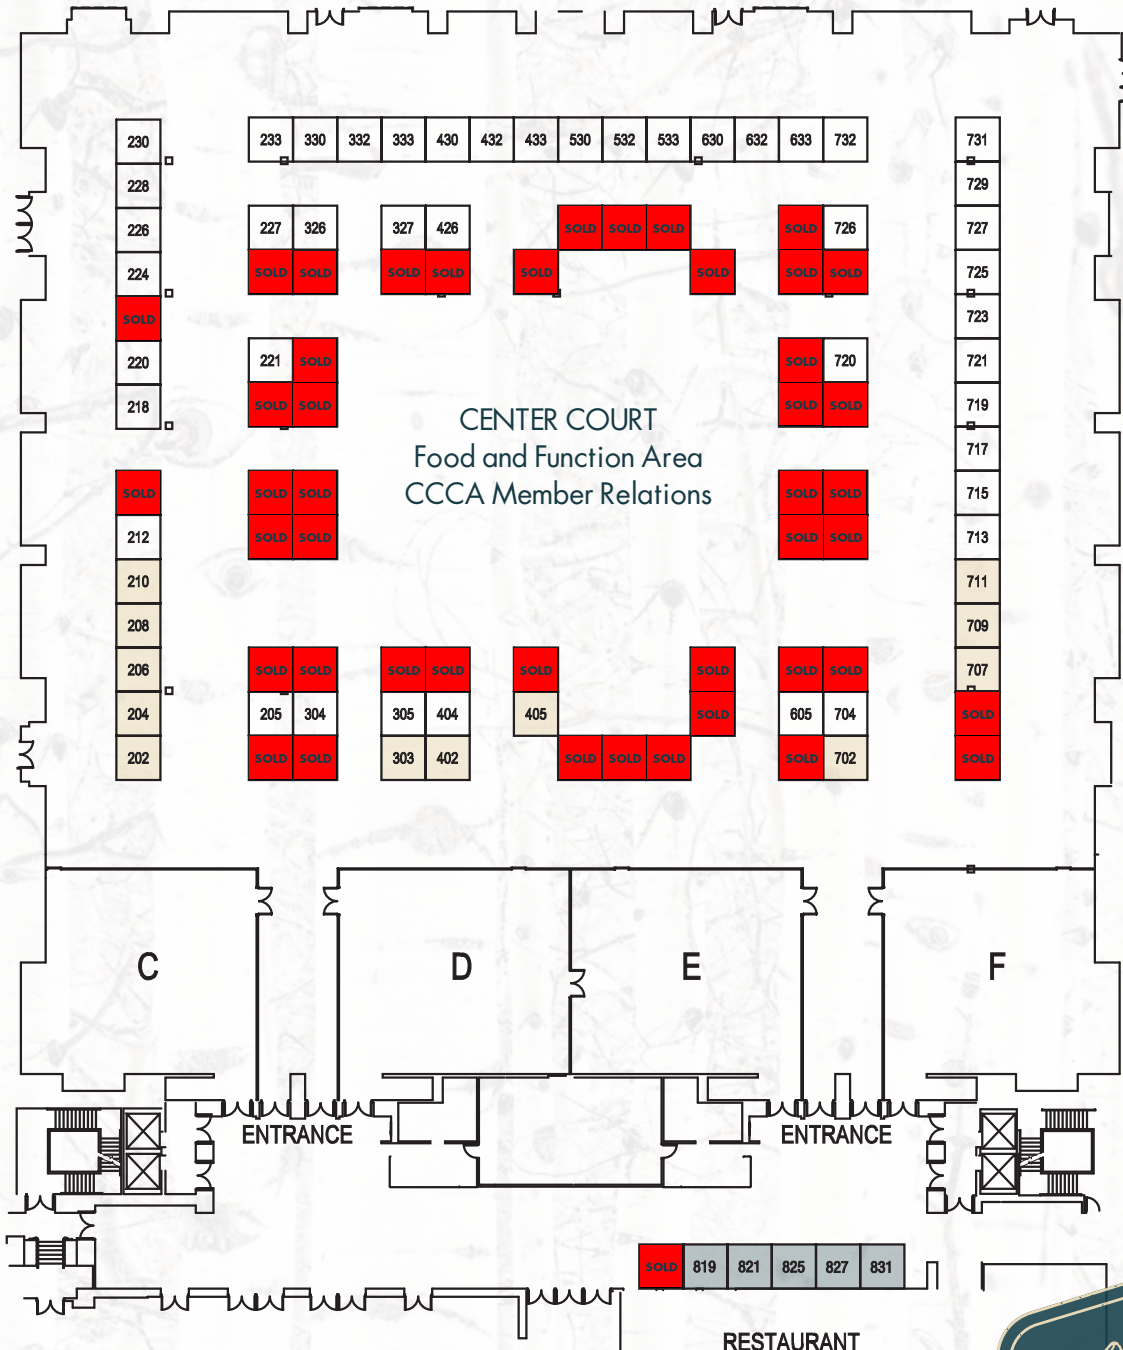 233 330 332 333 430 432 433 530 532 533 630 632 633 732
230
731
228
729
227 326 327 426 SOLD SOLD SOLD SOLD 726
226
727
SOLD SOLD SOLD SOLD SOLD SOLD SOLD SOLD
224
725
SOLD
723
220
221 SOLD SOLD 720
721
218
SOLD SOLD SOLD SOLD
719
CENTER COURT
717
Food and Function Area
CCCA Member Relations
SOLD SOLD SOLD SOLD SOLD 715
212 SOLD SOLD SOLD SOLD 713
210 711
208 709
206 SOLD SOLD SOLD SOLD SOLD SOLD SOLD SOLD 707
204 205 304 305 404 405 SOLD 605 704 SOLD
202 SOLD SOLD 303 402 SOLD SOLD SOLD SOLD 702 SOLD
C D E F
ENTRANCE ENTRANCE
SOLD 819 821 825 827 831
RESTAURANT